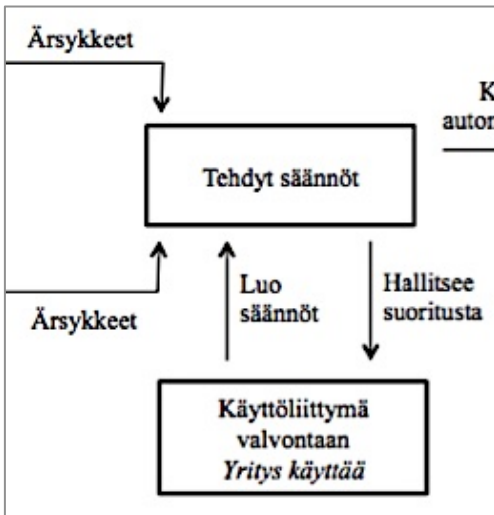 Ärsykkeet
Tehdyt säännöt
Ärsykkeet
Luo
säännöt
Hallitsee
suoritusta
Käyttöliittymä
valvontaan
Yritys käyttää